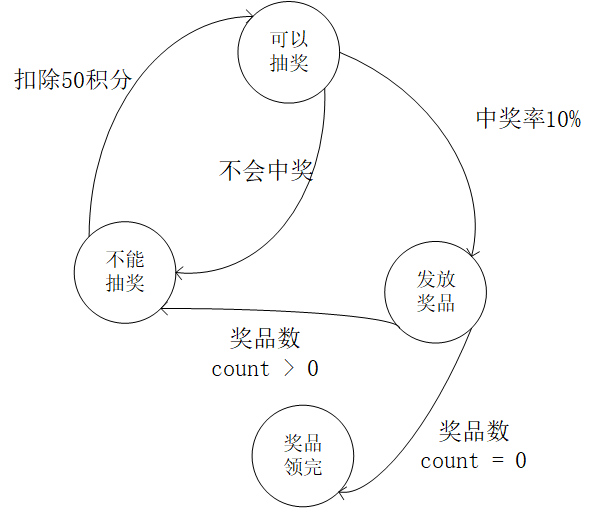 可以
抽奖
扣除50积分
中奖率10%
不会中奖
不能
抽奖
发放
奖品
奖品数
count > 0
奖品数
count = 0
奖品
领完